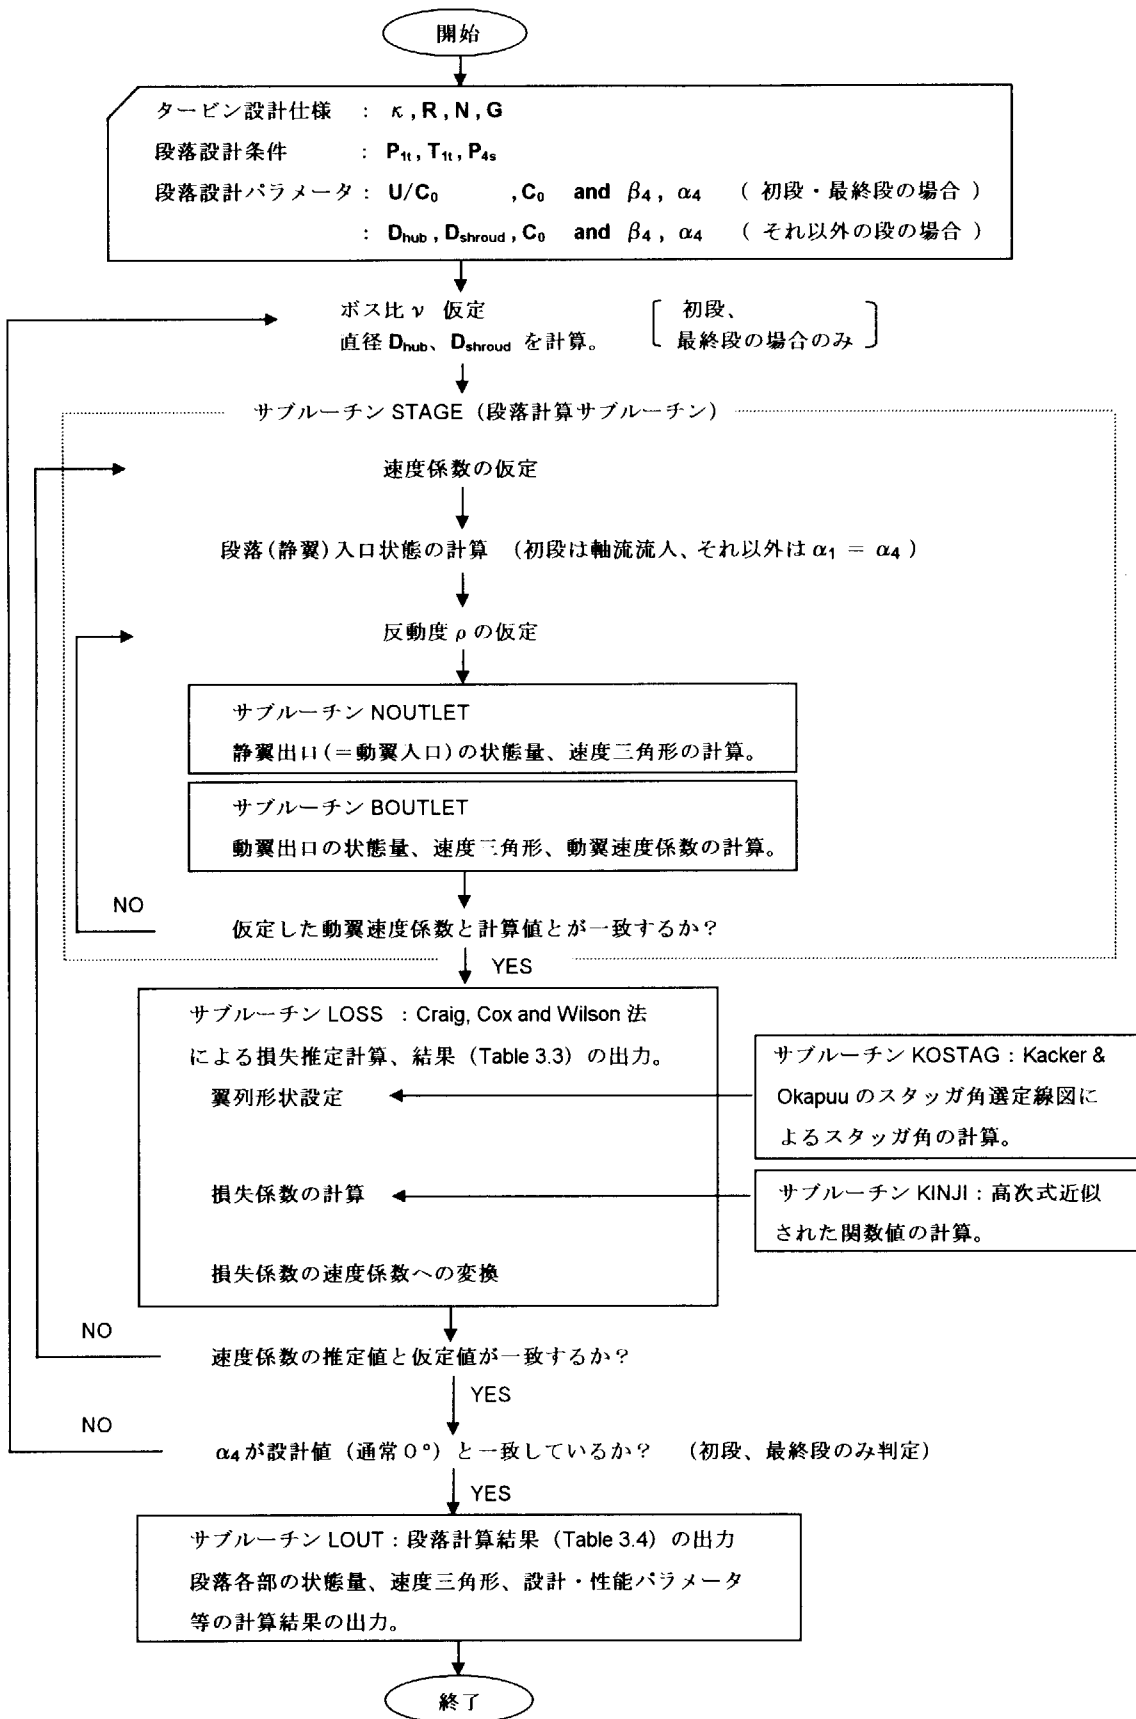 開始
タービン設計仕様 : κ , R , N , G
段落設計条件 : P1t , T1t , P4s
段落設計パラメータ : U/C0 , C0 and β4 , α4 ( 初段・最終段の場合 )
: Dhub , Dshroud , C0 and β4 , α4 ( それ以外の段の場合 )
ボス比 ν 仮定
直径 Dhub、 Dshroud を計算。
初段、
最終段の場合のみ
サブルーチン STAGE (段落計算サブルーチン)
速度係数の仮定
段落(静翼)入口状態の計算 (初段は軸流流入、それ以外は α1 = α4 )
反動度 ρ の仮定
サブルーチン NOUTLET
静翼出口(=動翼入口)の状態量、速度三角形の計算。
サブルーチン BOUTLET
動翼出口の状態量、速度三角形、動翼速度係数の計算。
NO
仮定した動翼速度係数と計算値とが一致するか?
YES
サブルーチン LOSS : Craig, Cox and Wilson 法
による損失推定計算、結果 (Table 3.3) の出力。
翼列形状設定
サブルーチン KOSTAG : Kacker &
Okapuu のスタッガ角選定線図に
よるスタッガ角の計算。
損失係数の計算
サブルーチン KINJI : 高次式近似
された関数値の計算。
損失係数の速度係数への変換
NO
速度係数の推定値と仮定値が一致するか?
YES
NO
α4 が設計値 (通常0°) と一致しているか? (初段、最終段のみ判定)
YES
サブルーチン LOUT : 段落計算結果 (Table 3.4) の出力
段落各部の状態量、速度三角形、設計・性能パラメータ
等の計算結果の出力。
終了